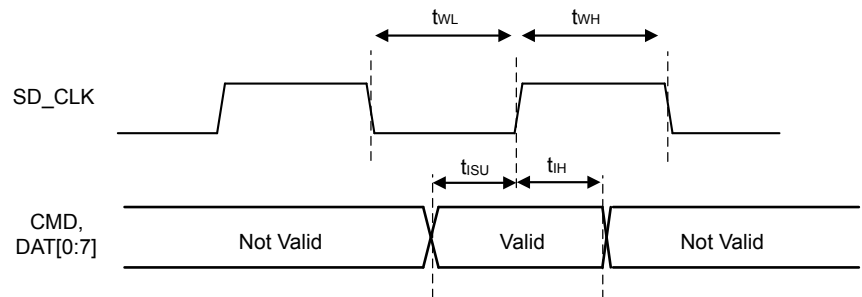 tWL tWH
SD_CLK
tISU tIH
CMD,
DAT[0:7]
Not Valid Valid Not Valid